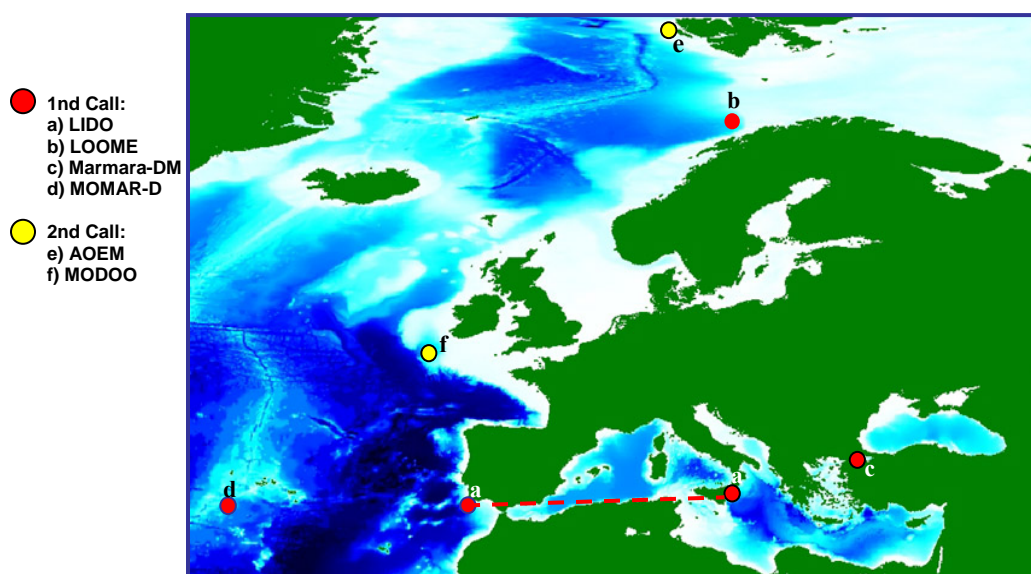 1nd Call:
a) LIDO
b) LOOME
c) Marmara-DM
d) MOMAR-D
2nd Call:
e) AOEM
f) MODOO
e
b
f
d
a
a
c